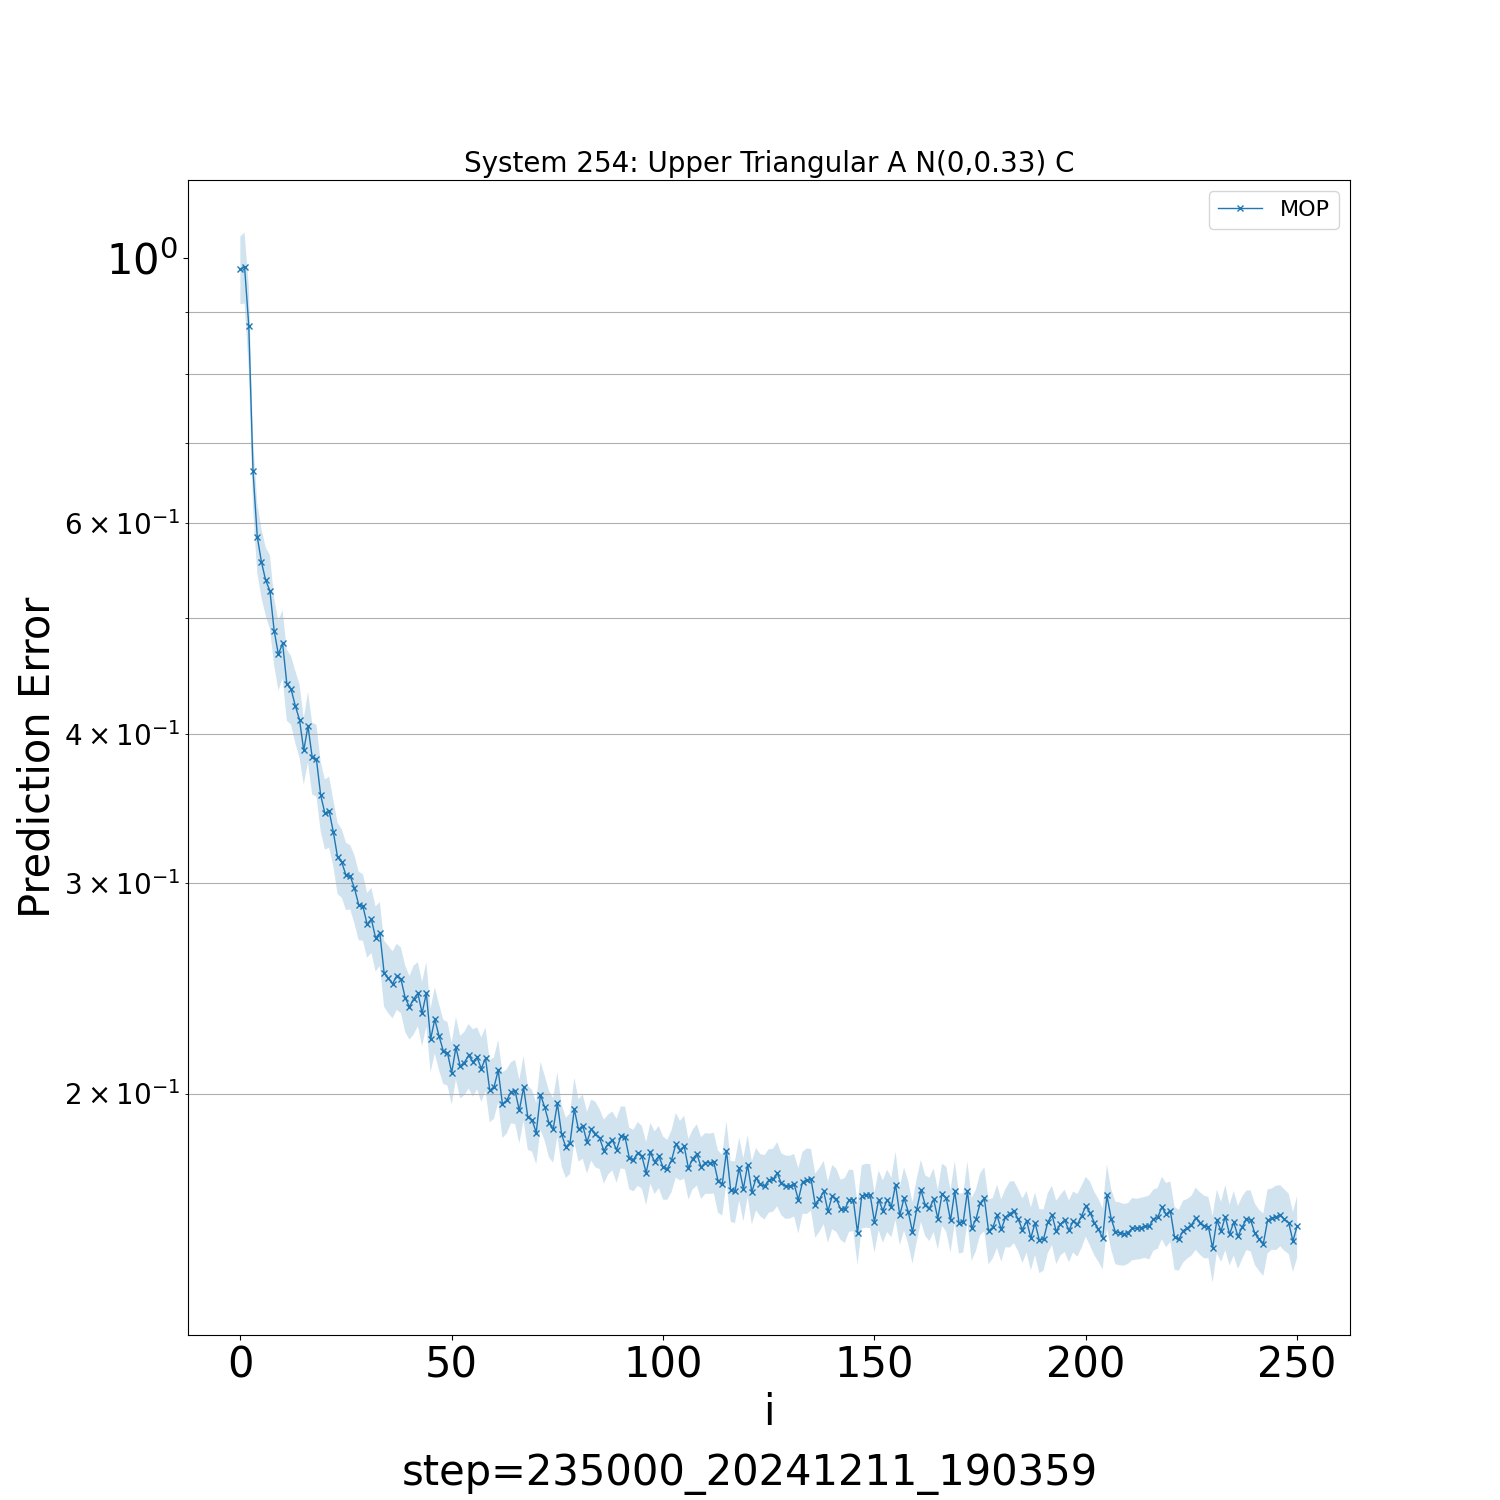 System 254: Upper Triangular A N(0,0.33) C
MOP
10⁰
6 × 10⁻¹
4 × 10⁻¹
3 × 10⁻¹
2 × 10⁻¹
Prediction Error
0 50 100 150 200 250
i
step=235000_20241211_190359